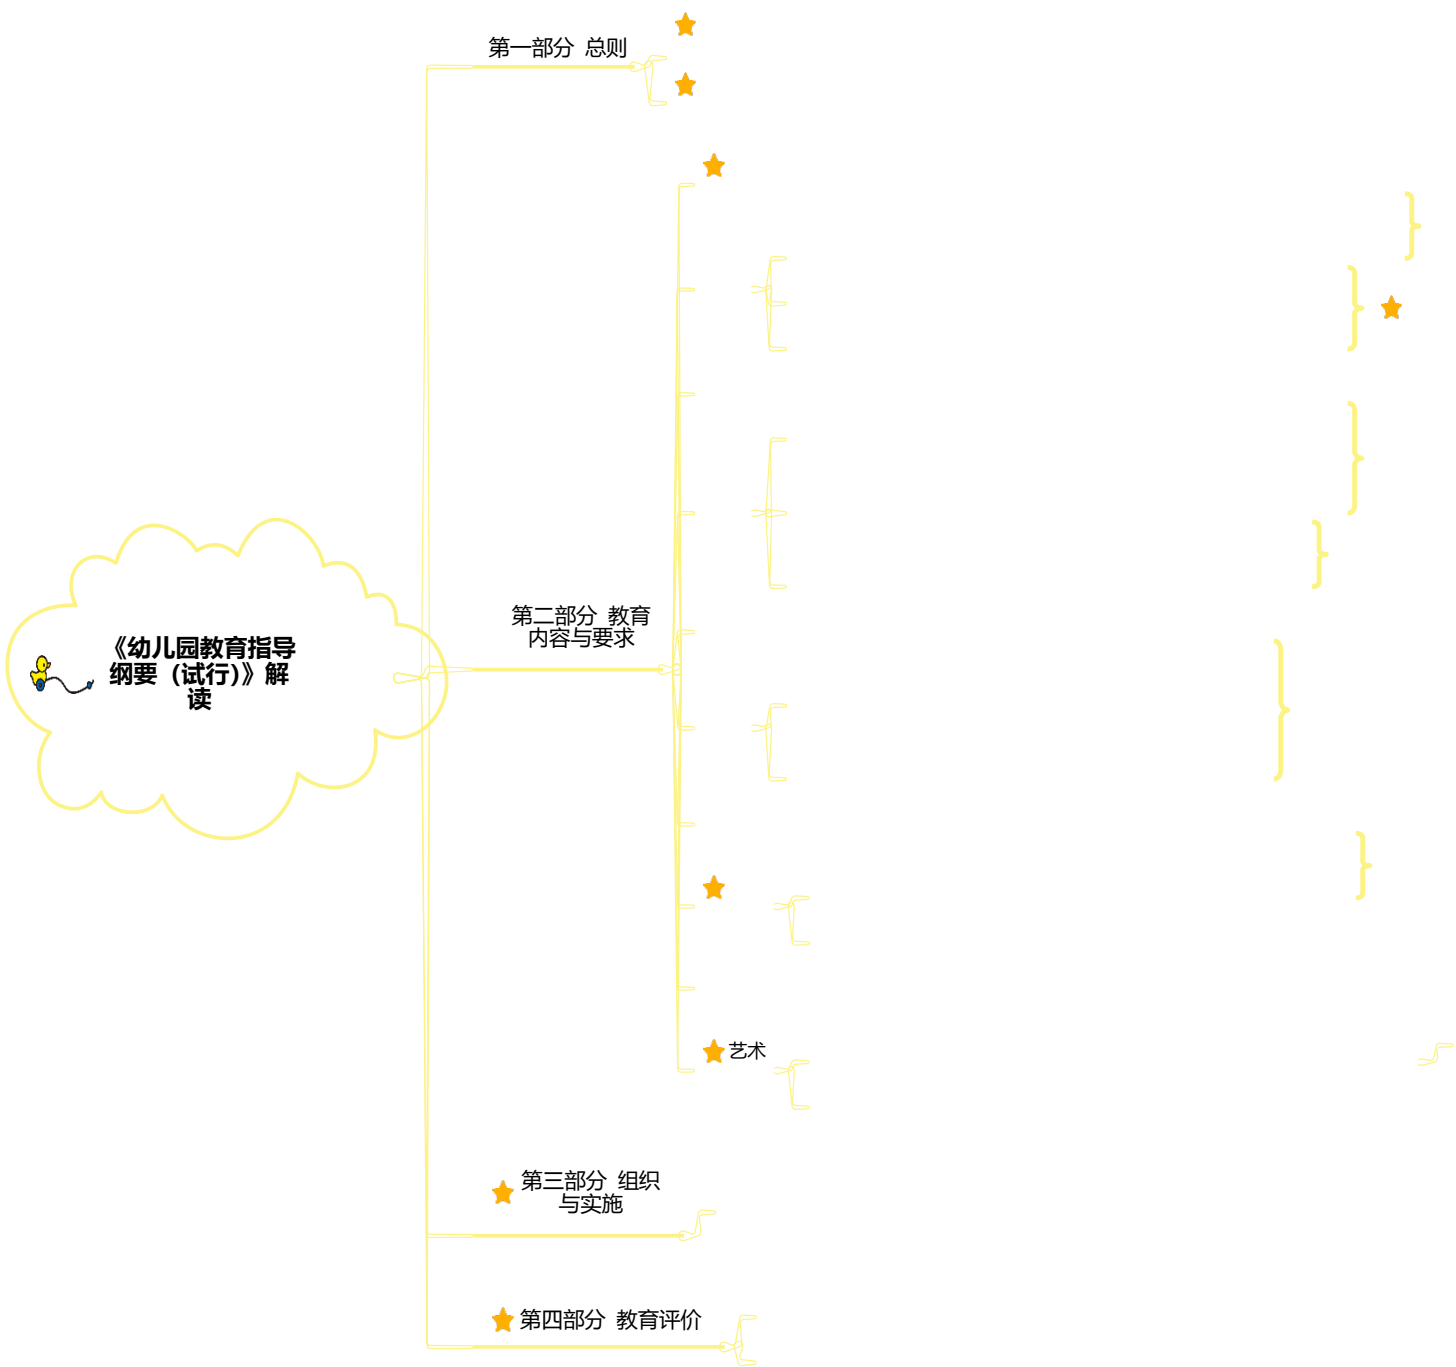 第一部分 总则
第二部分 教育
内容与要求
《幼儿园教育指导
纲要 (试行)》解
读
艺术
第三部分 组织
与实施
第四部分 教育评价